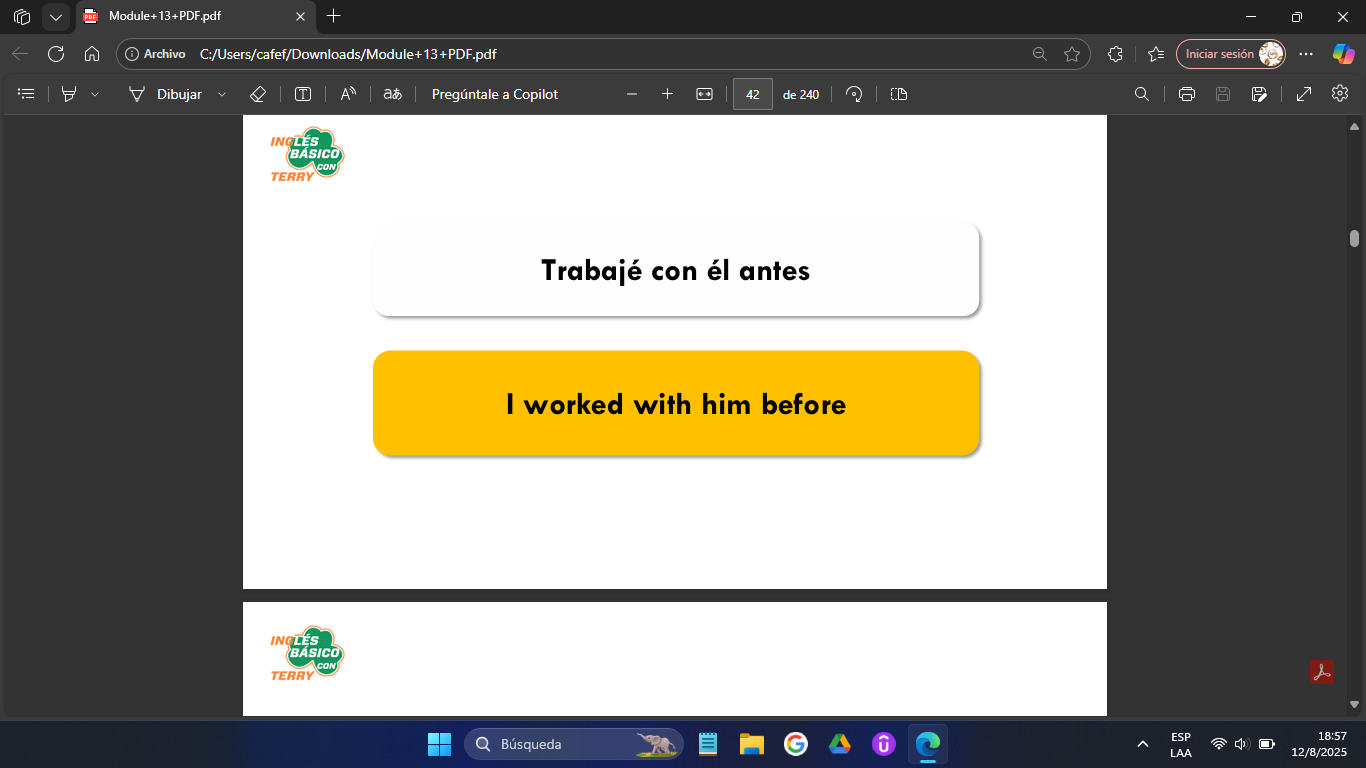 Module+13+PDF.pdf
Archivo C:/Users/cafef/Downloads/Module+13+PDF.pdf Iniciar sesión
Dibujar aあ Pregúntale a Copilot 42 de 240
INGLÉS
BÁSICO
CON
TERRY
Trabajé con él antes
I worked with him before
INGLÉS
BÁSICO
CON
TERRY
Búsqueda
ESP
LAA
18:57
12/8/2025